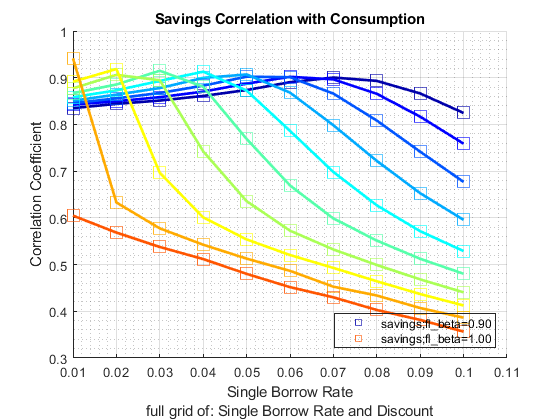 Savings Correlation with Consumption
1
0.9
0.8
0.7
0.6
0.5
0.4
0.3
Correlation Coefficient
savings;fl_beta=0.90
savings;fl_beta=1.00
0.01 0.02 0.03 0.04 0.05 0.06 0.07 0.08 0.09 0.10 0.11
Single Borrow Rate
full grid of: Single Borrow Rate and Discount